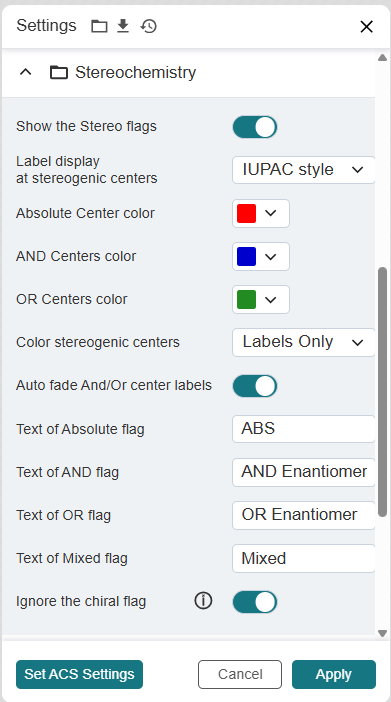 Settings
Stereochemistry
Show the Stereo flags
Label display
at stereogenic centers
IUPAC style
Absolute Center color
AND Centers color
OR Centers color
Color stereogenic centers
Labels Only
Auto fade And/Or center labels
Text of Absolute flag
ABS
Text of AND flag
AND Enantiomer
Text of OR flag
OR Enantiomer
Text of Mixed flag
Mixed
Ignore the chiral flag
Set ACS Settings
Cancel
Apply